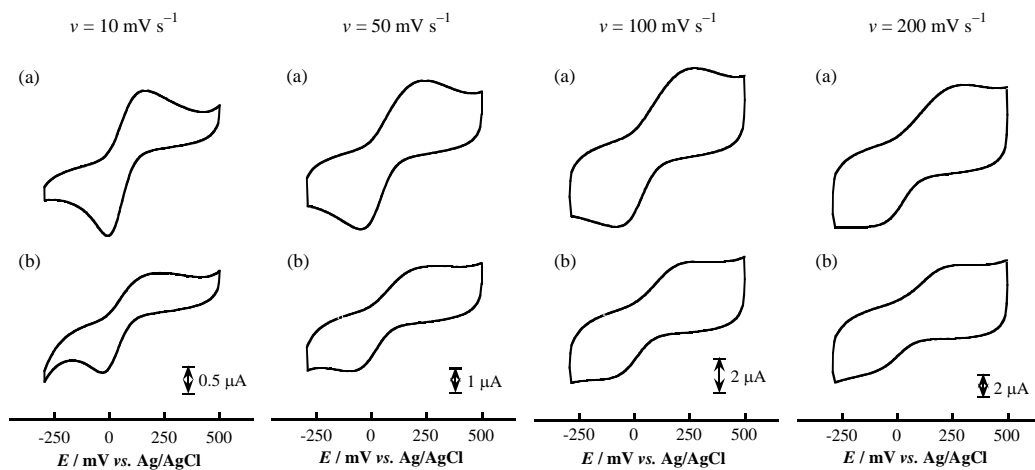 v = 10 mV s⁻¹
v = 50 mV s⁻¹
v = 100 mV s⁻¹
v = 200 mV s⁻¹
(a)
(a)
(a)
(a)
(b)
(b)
(b)
(b)
0.5 μA
1 μA
2 μA
2 μA
-250 0 250 500
-250 0 250 500
-250 0 250 500
-250 0 250 500
E / mV vs. Ag/AgCl
E / mV vs. Ag/AgCl
E / mV vs. Ag/AgCl
E / mV vs. Ag/AgCl